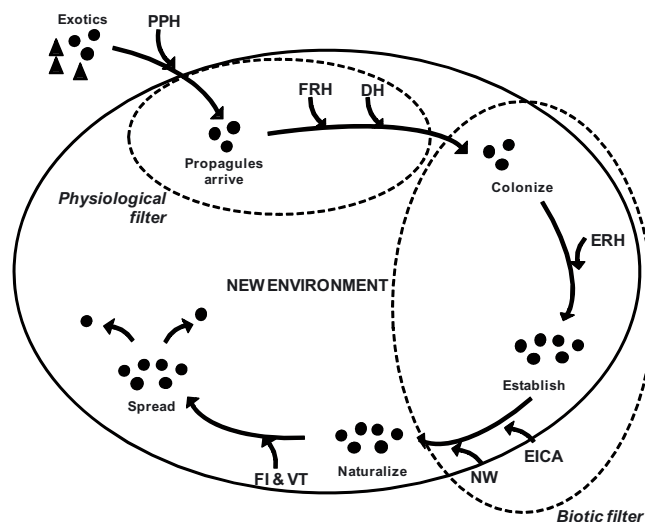 Exotics
PPH
FRH
DH
Propagules
arrive
Colonize
Physiological
filter
ERH
NEW ENVIRONMENT
Establish
Spread
Naturalize
EICA
FI & VT
NW
Biotic filter